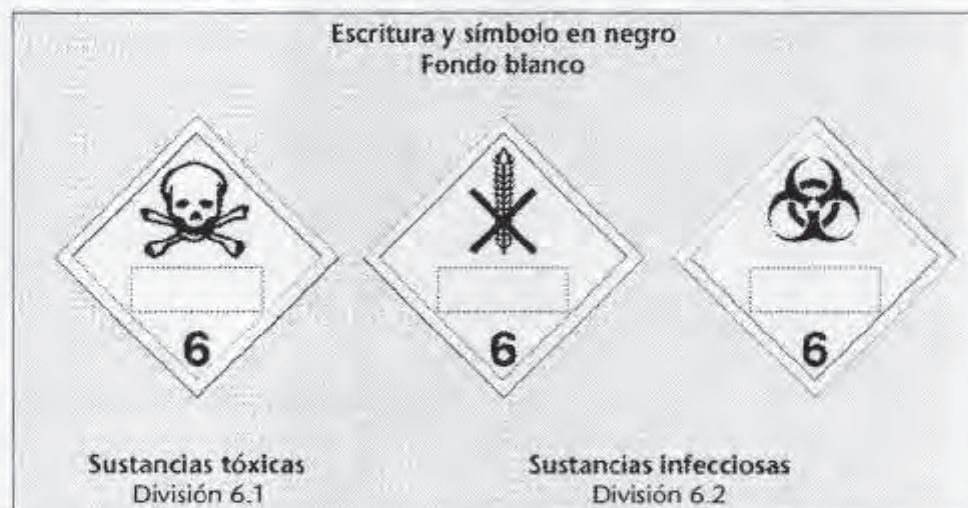 Escritura y símbolo en negro
Fondo blanco
6
6
6
Sustancias tóxicas
División 6.1
Sustancias infecciosas
División 6.2